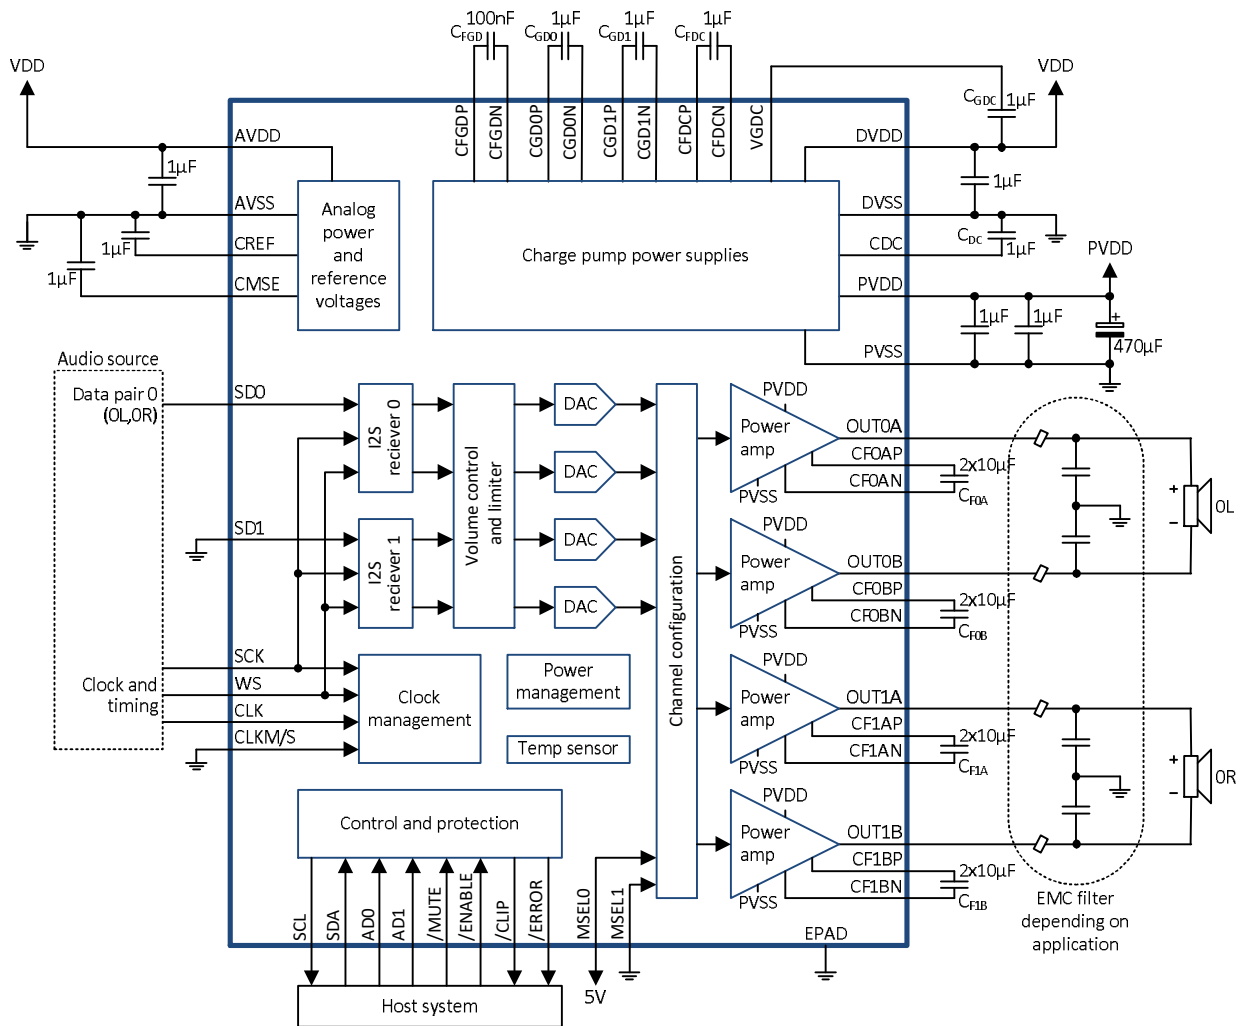 100nF
1µF
1µF
1µF
CFGD
CGD0
CGD1
CFDC
VDD
VDD
CGDC
1µF
CFGDP
CFGDN
CGD0P
CGD0N
CGD1P
CGD1N
CFDCP
CFDCN
VGDC
AVDD
DVDD
1µF
1µF
AVSS
DVSS
Analog
power
and
reference
voltages
Charge pump power supplies
1µF
CREF
CDC
1µF
CDC
PVDD
1µF
CMSE
PVDD
1µF
1µF
+
470µF
PVSS
Audio source
Data pair 0
(0L,0R)
SD0
I2S
reciever 0
Volume control
and limiter
DAC
DAC
DAC
DAC
Channel configuration
PVDD
Power
amp
PVSS
OUT0A
CF0AP
CF0AN
2x10µF
CF0A
+
−
0L
SD1
I2S
reciever 1
PVDD
Power
amp
PVSS
OUT0B
CF0BP
CF0BN
2x10µF
CF0B
SCK
Clock and
timing
WS
CLK
CLKM/S
Clock
management
Power
management
Temp sensor
PVDD
Power
amp
PVSS
OUT1A
CF1AP
CF1AN
2x10µF
CF1A
+
−
0R
Control and protection
PVDD
Power
amp
PVSS
OUT1B
CF1BP
CF1BN
2x10µF
CF1B
SCL
SDA
AD0
AD1
/MUTE
/ENABLE
/CLIP
/ERROR
MSEL0
MSEL1
EPAD
EMC filter
depending on
application
Host system
5V